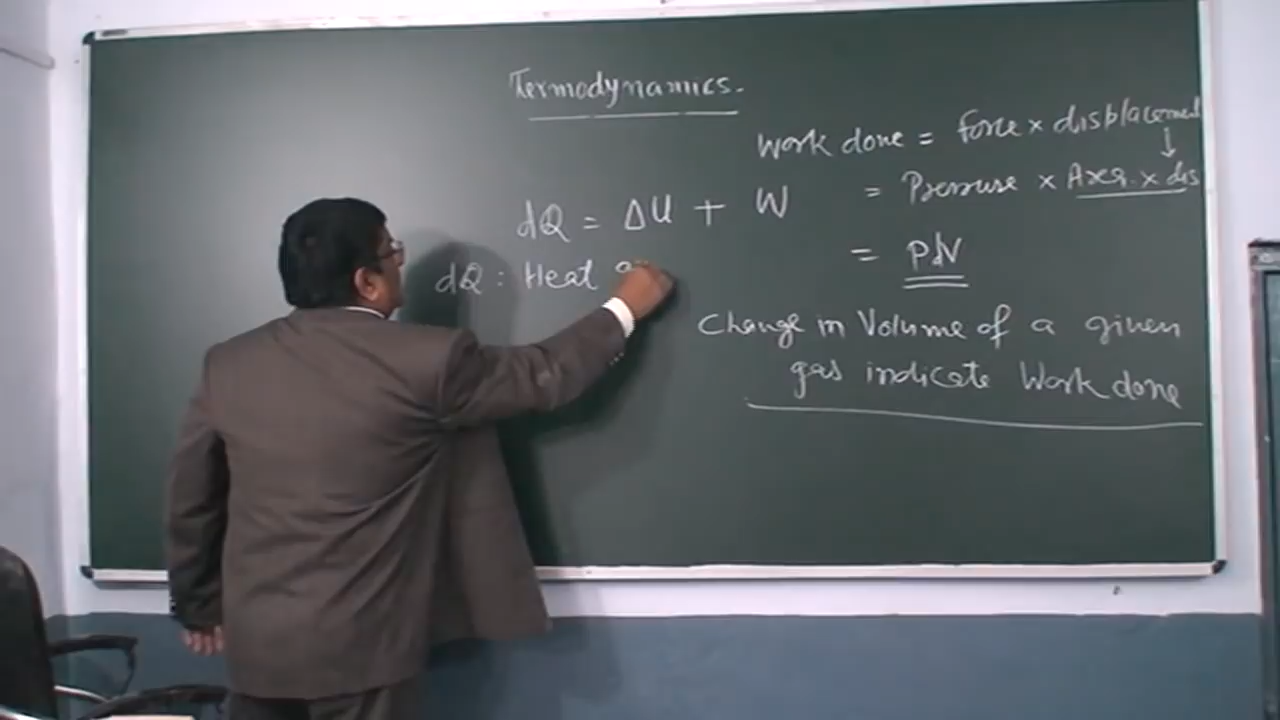 Termodynamics.
Work done = force × displacement
↓
= Pressure × Area × dis
dQ = ΔU + W
= PdV
dQ : Heat
Change in Volume of a given
gas indicate Work done